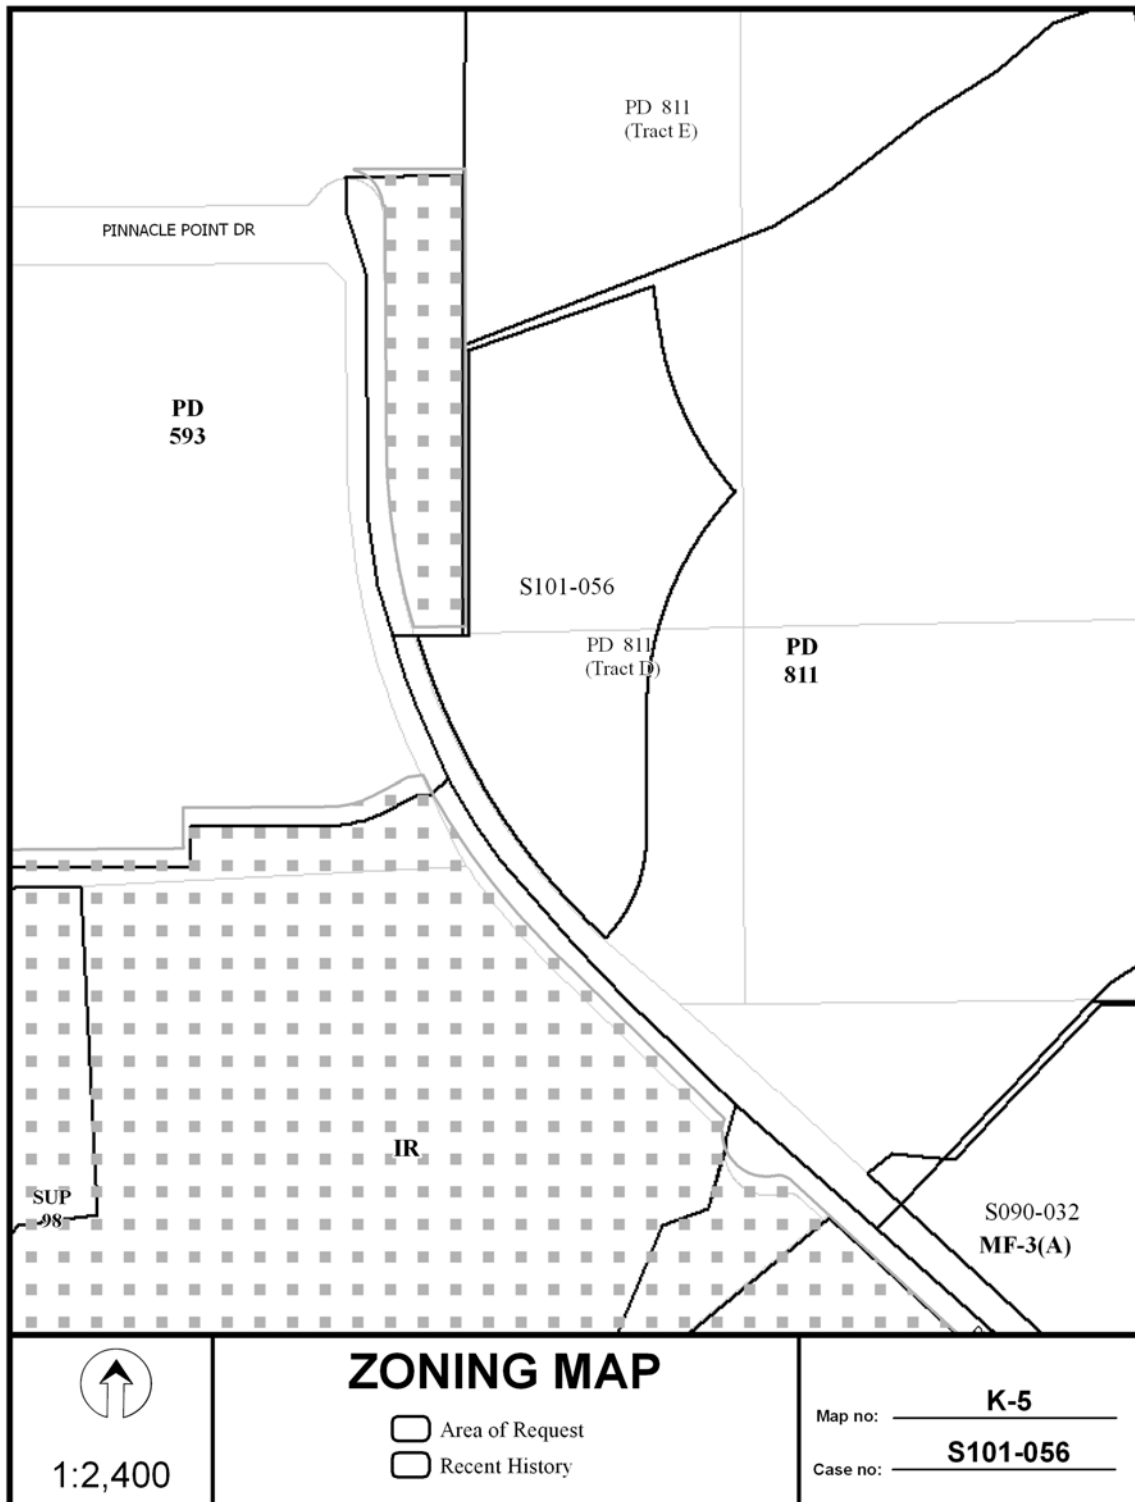 PD 811
(Tract E)
PINNACLE POINT DR
PD
593
S101-056
PD 811
(Tract D)
PD
811
IR
SUP
98
S090-032
MF-3(A)
1:2,400
ZONING MAP
Area of Request
Recent History
Map no: K-5
Case no: S101-056